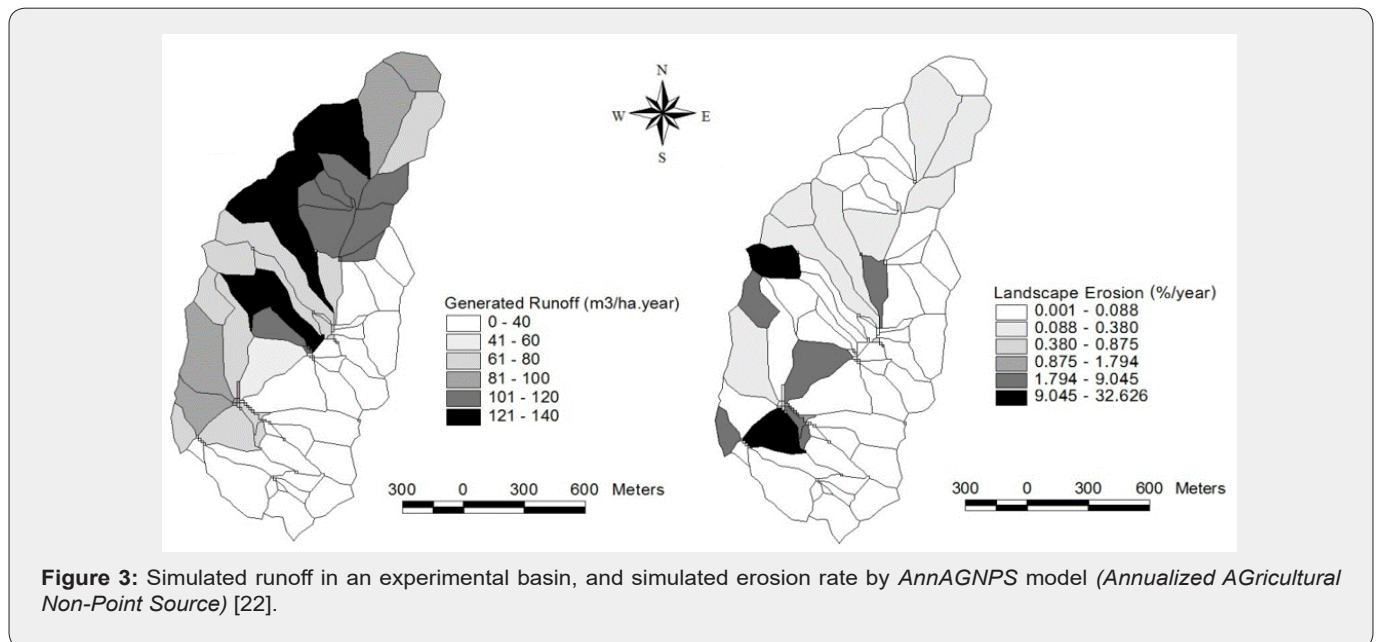 N
W
E
S
Generated Runoff (m3/ha.year)
0 - 40
41 - 60
61 - 80
81 - 100
101 - 120
121 - 140
300 0 300 600 Meters
Landscape Erosion (%/year)
0.001 - 0.088
0.088 - 0.380
0.380 - 0.875
0.875 - 1.794
1.794 - 9.045
9.045 - 32.626
300 0 300 600 Meters
Figure 3: Simulated runoff in an experimental basin, and simulated erosion rate by AnnAGNPS model (Annualized AGricultural
Non-Point Source) [22].